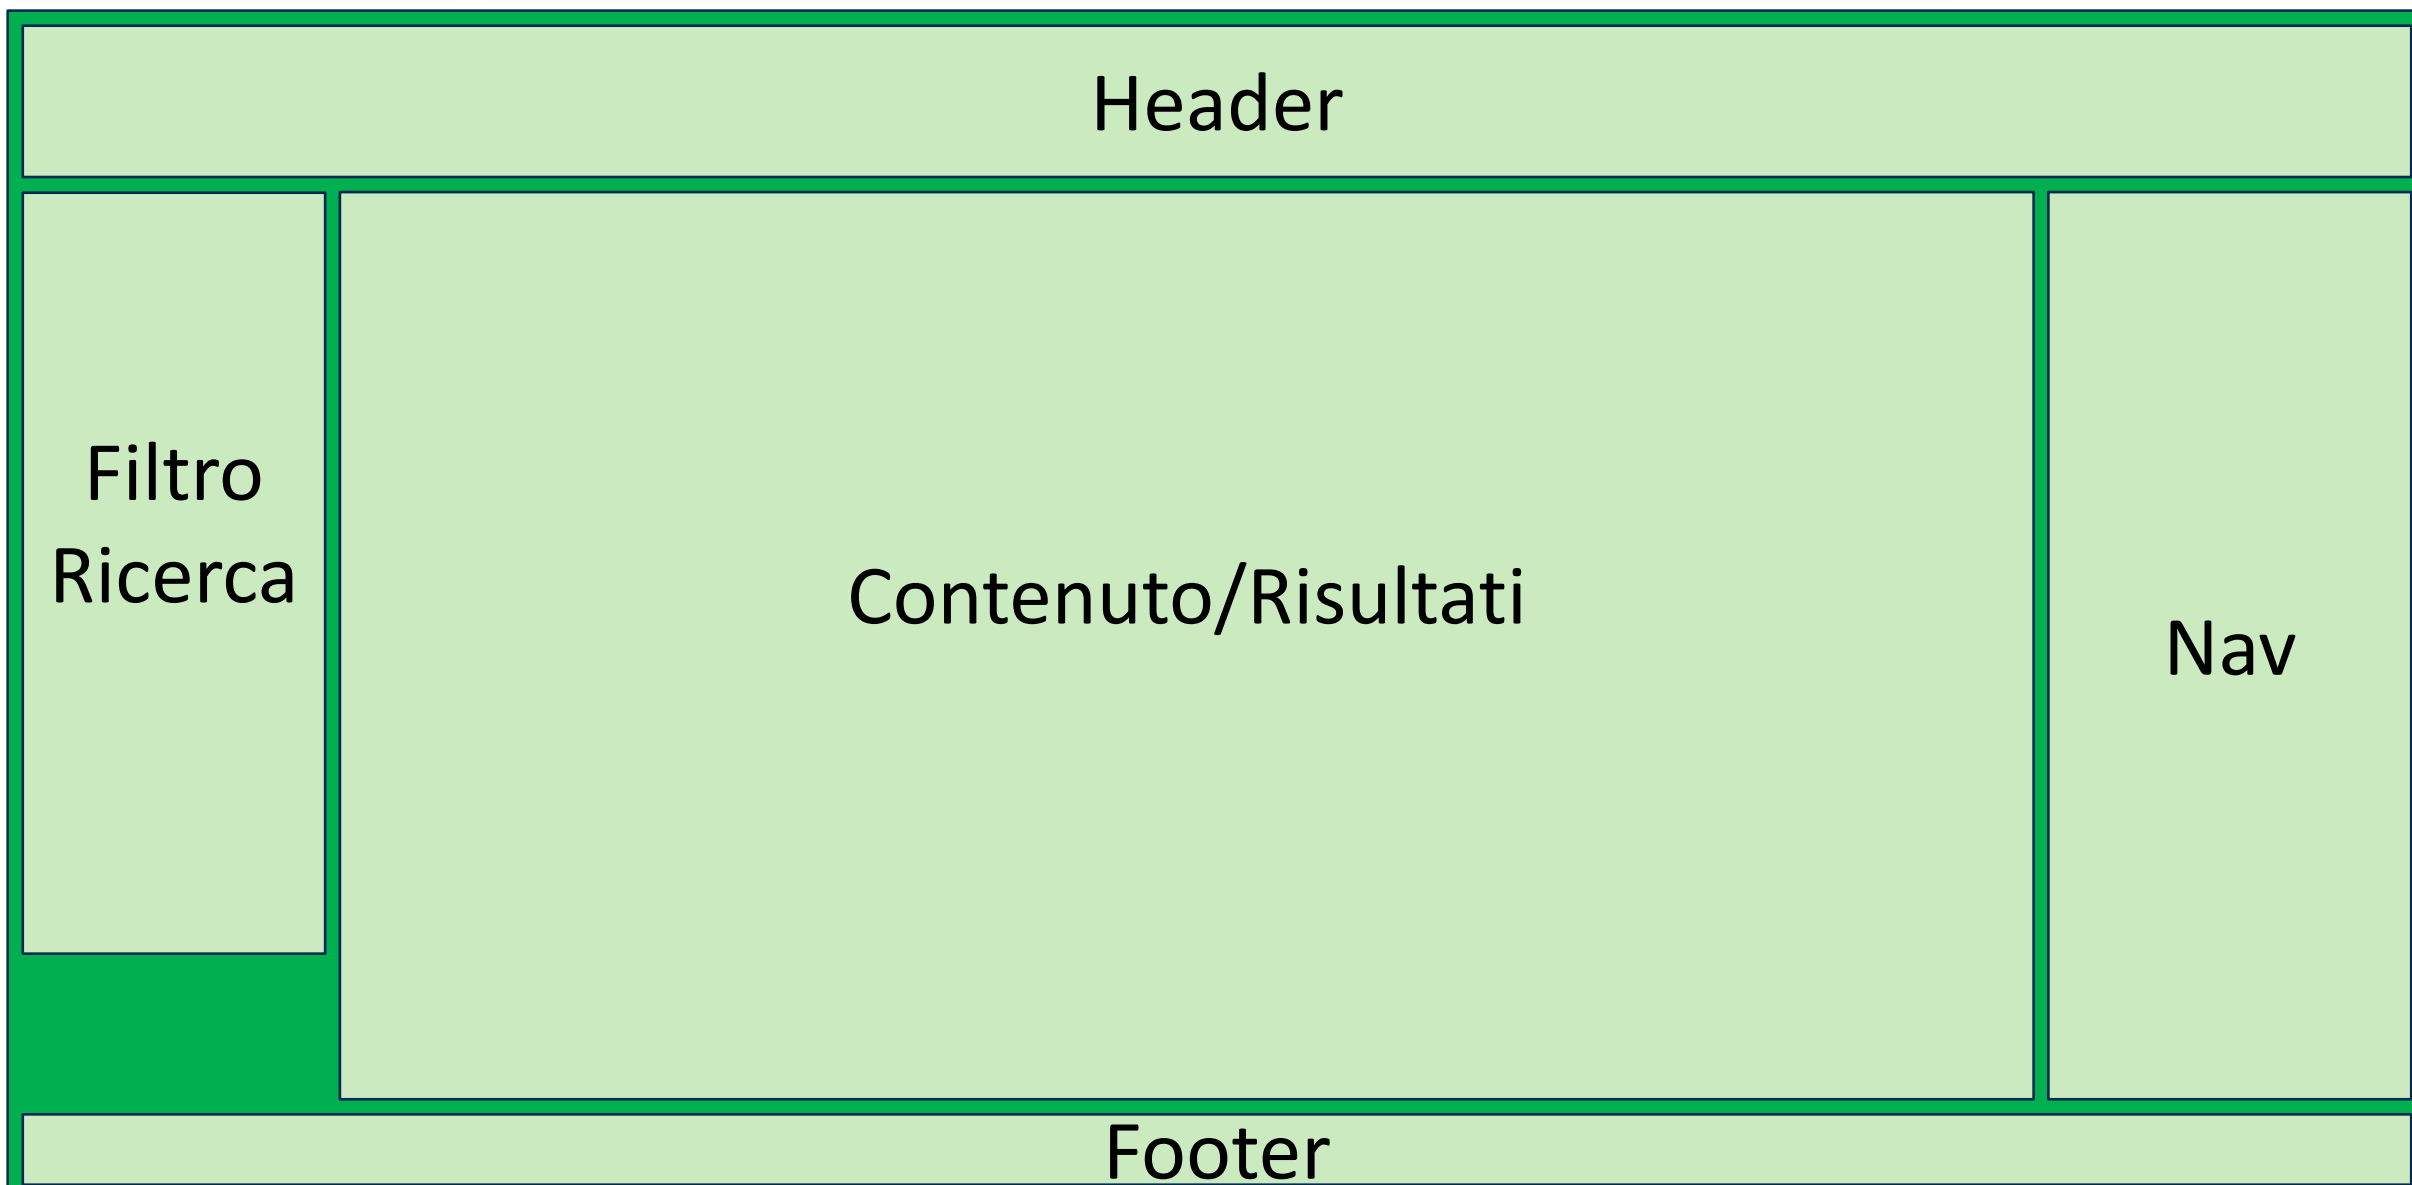 Header
Filtro
Ricerca
Contenuto/Risultati
Nav
Footer